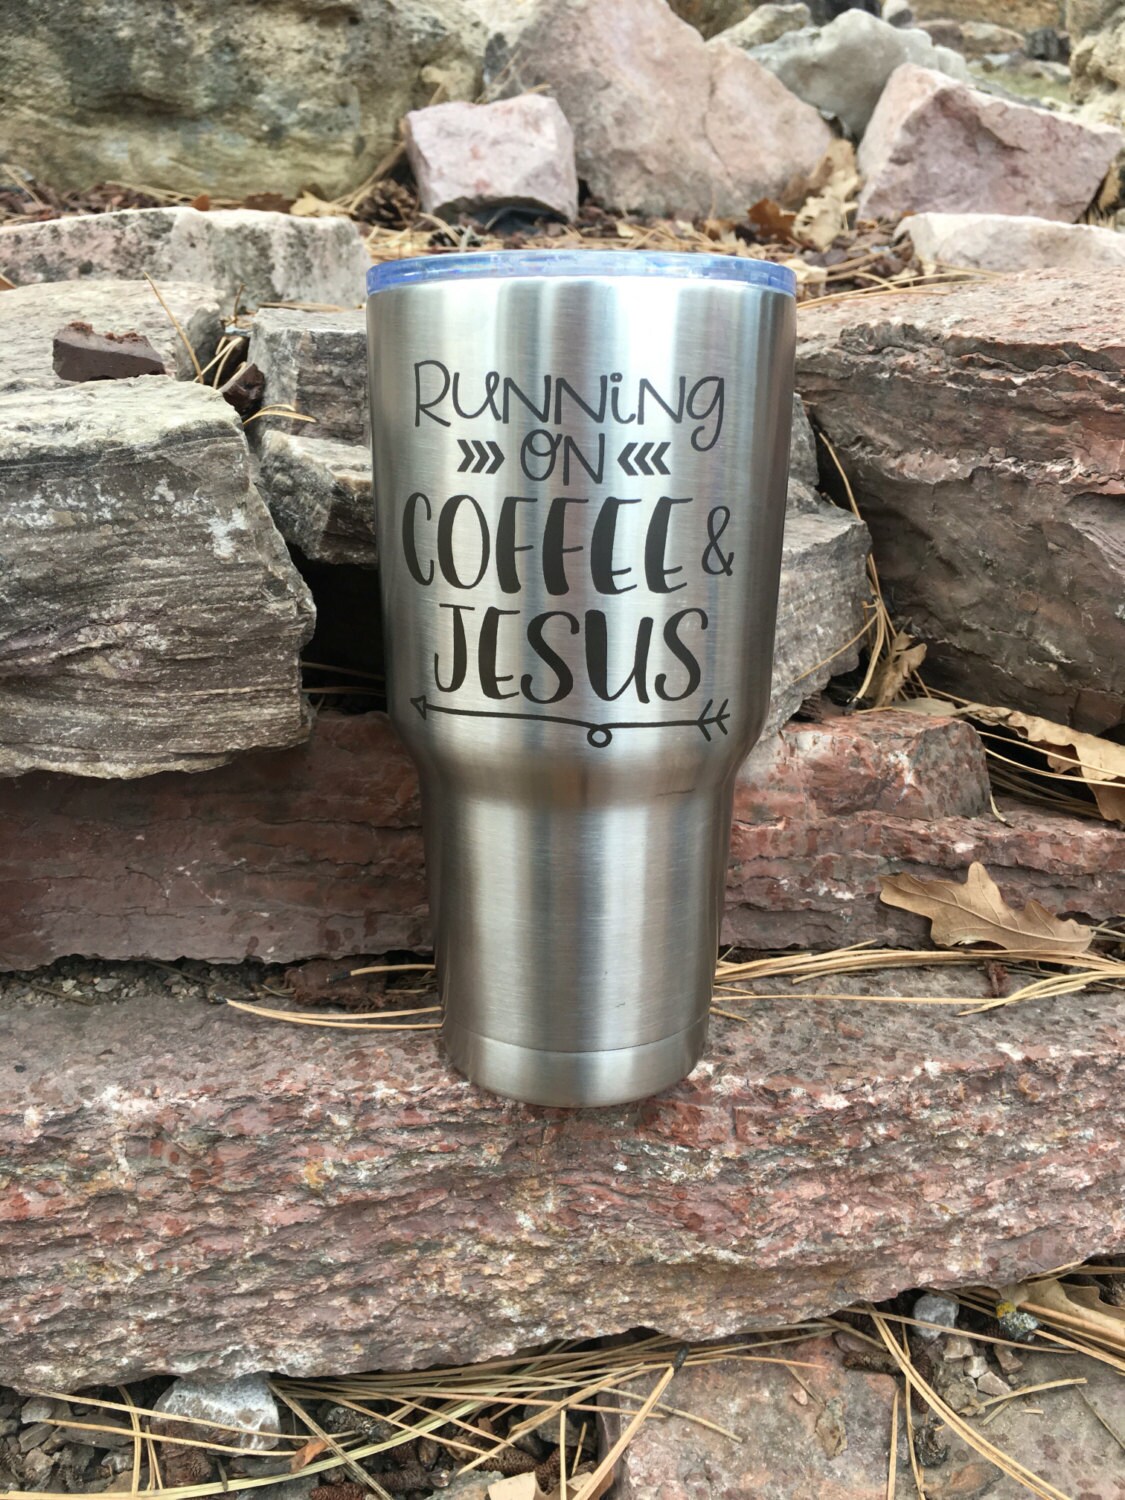 RUNNiNg
ON
COFFEE &
JESUS